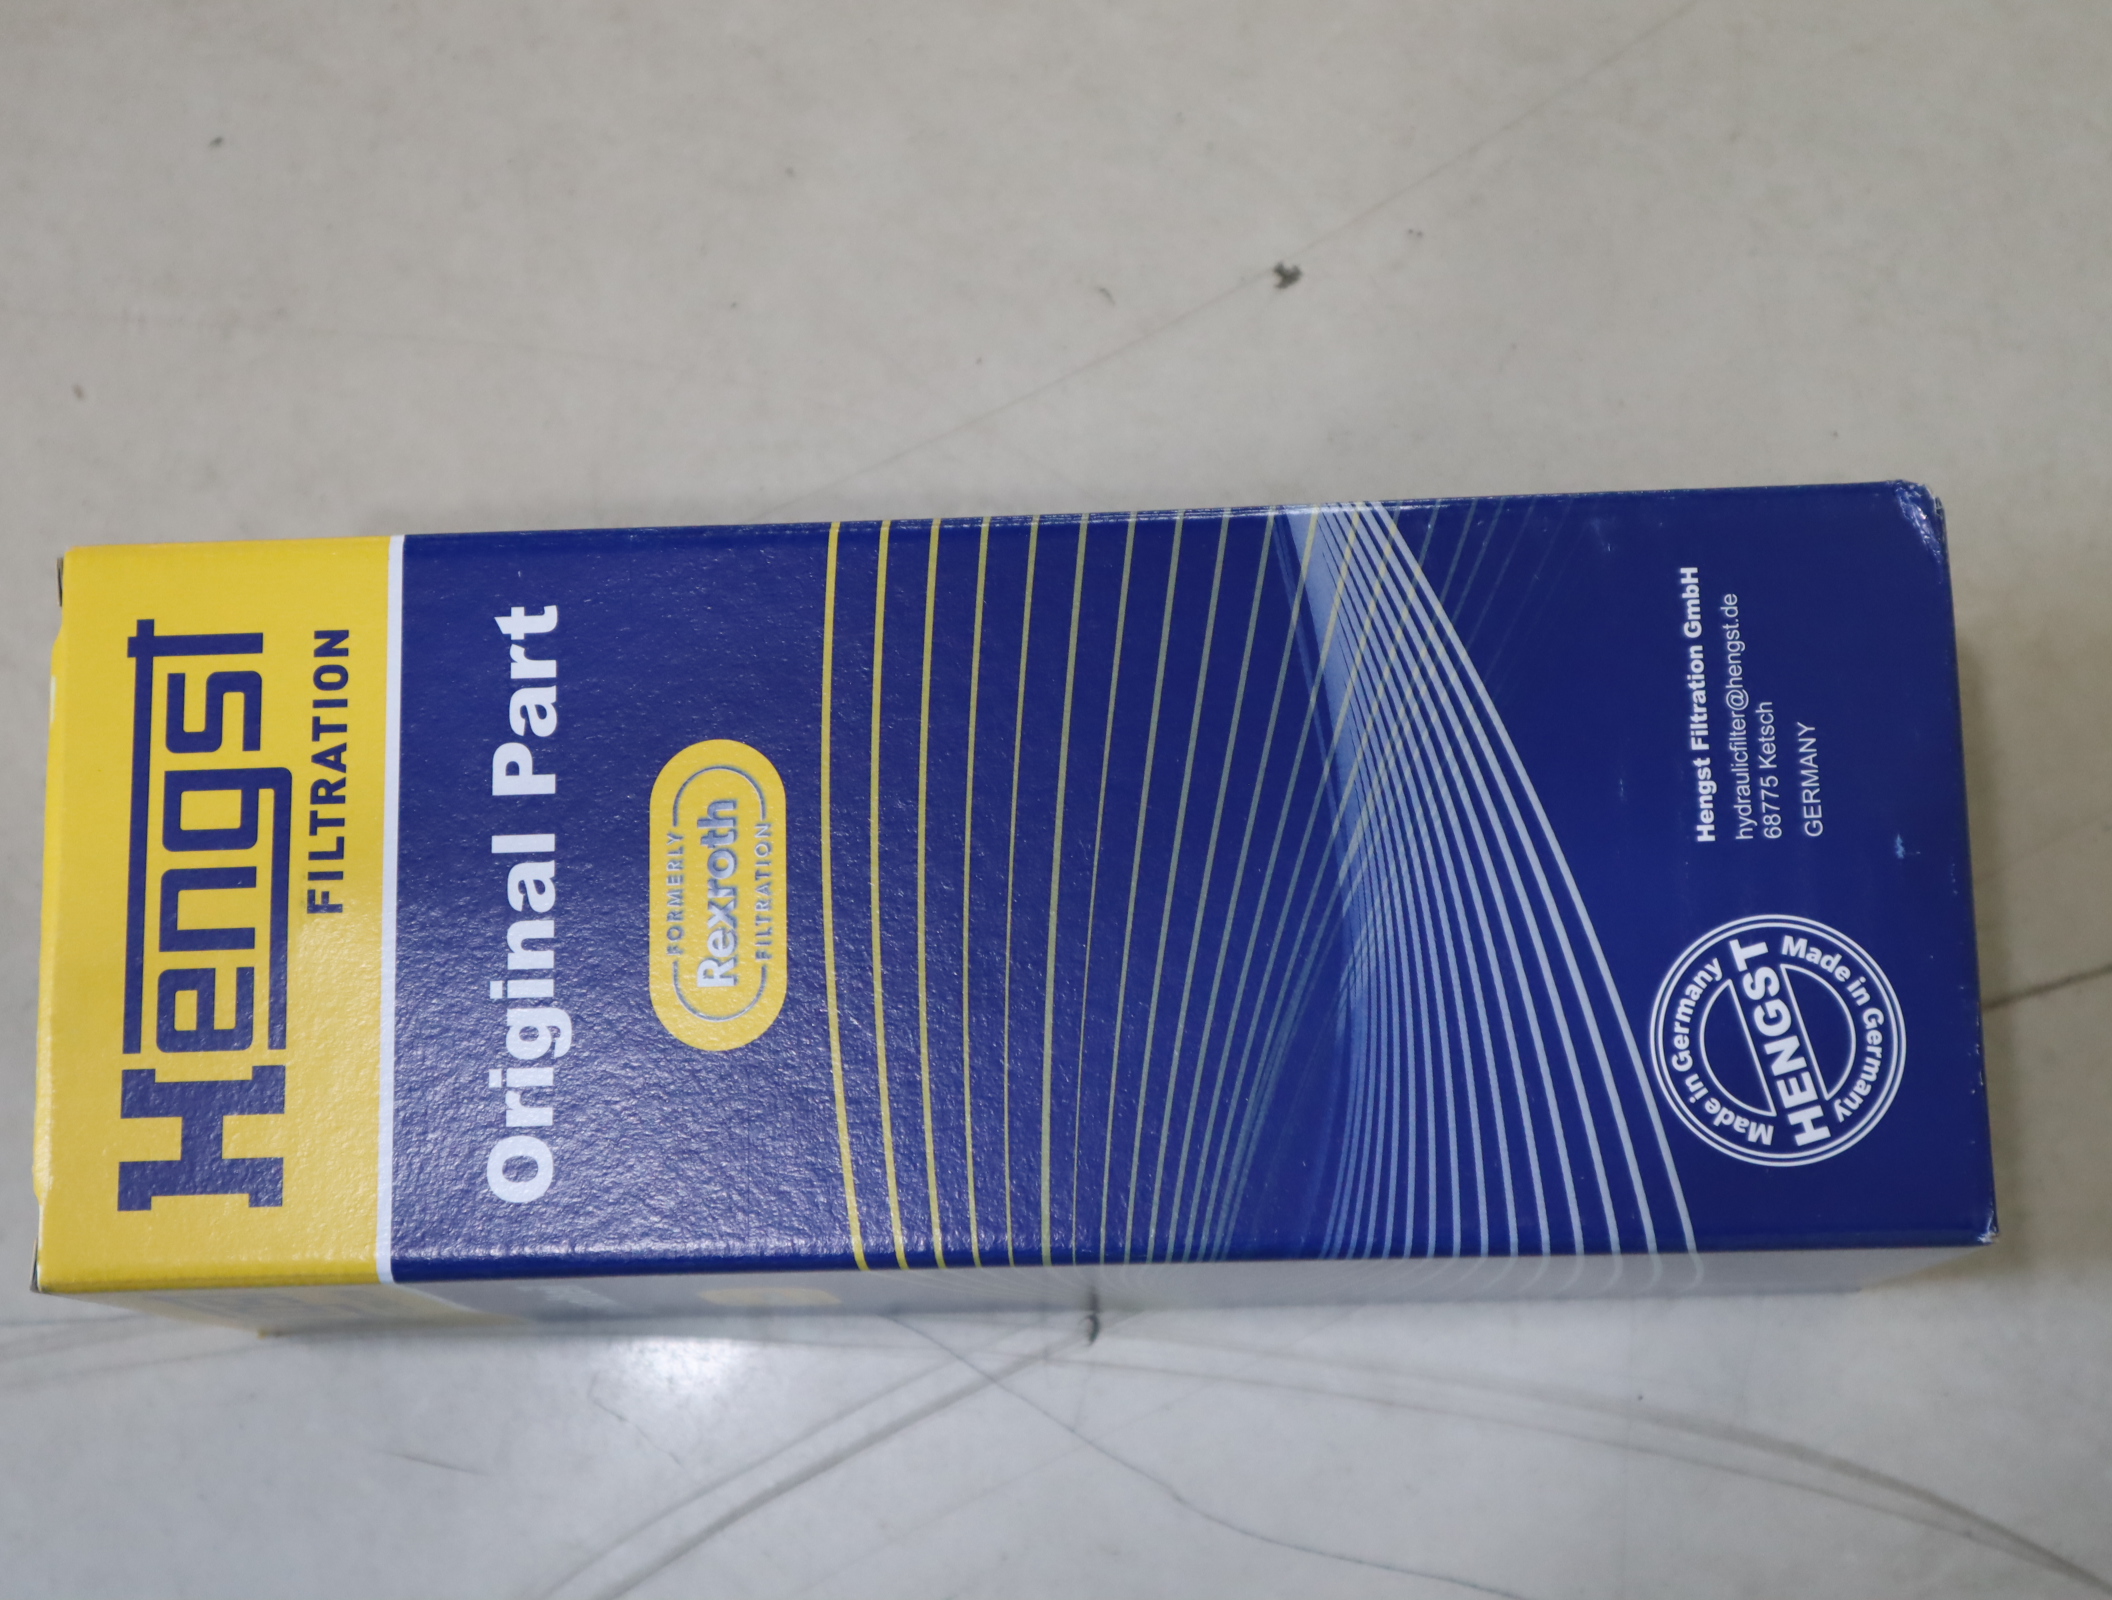 Hengst
FILTRATION
Original Part
FORMERLY
Rexroth
FILTRATION
Hengst Filtration GmbH
hydraulicfilter@hengst.de
68775 Ketsch
GERMANY
Made in Germany
HENGST
Made in Germany